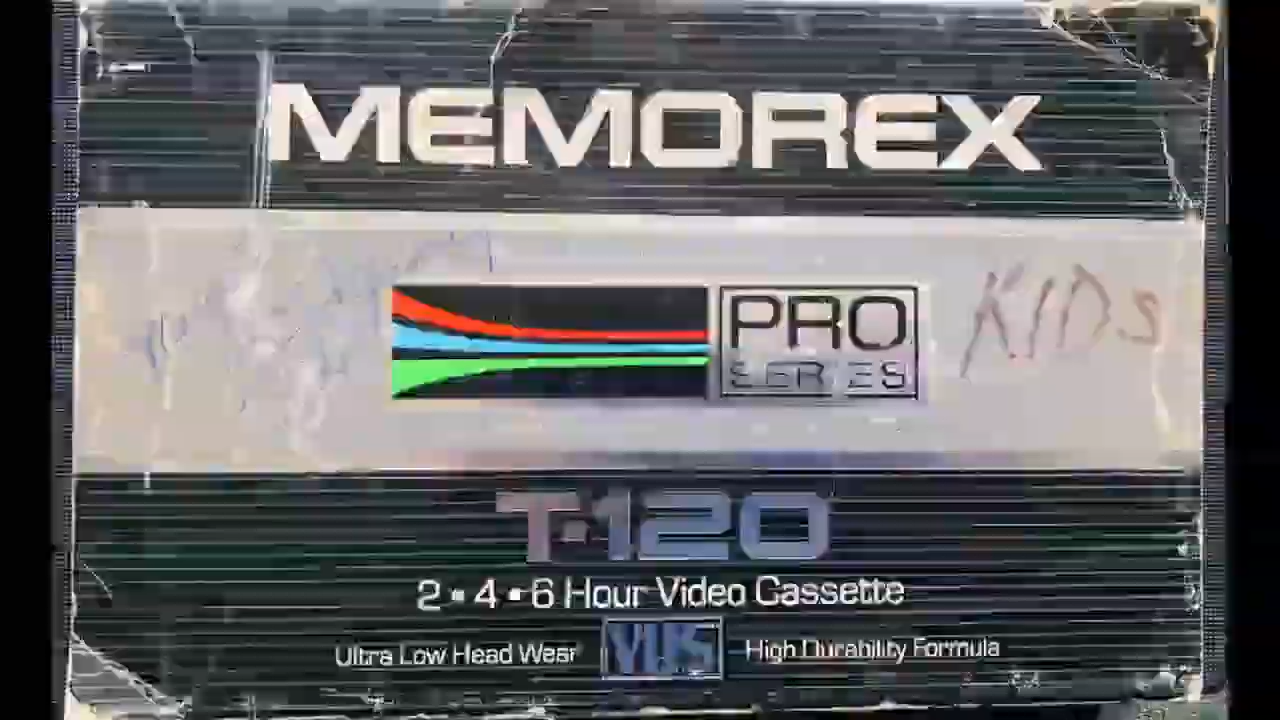 MEMOREX
PRO KIDS
SERIES
T-120
2 ▪ 4 ▪ 6 Hour Video Cassette
Ultra Low Head Wear VHS High Durability Formula